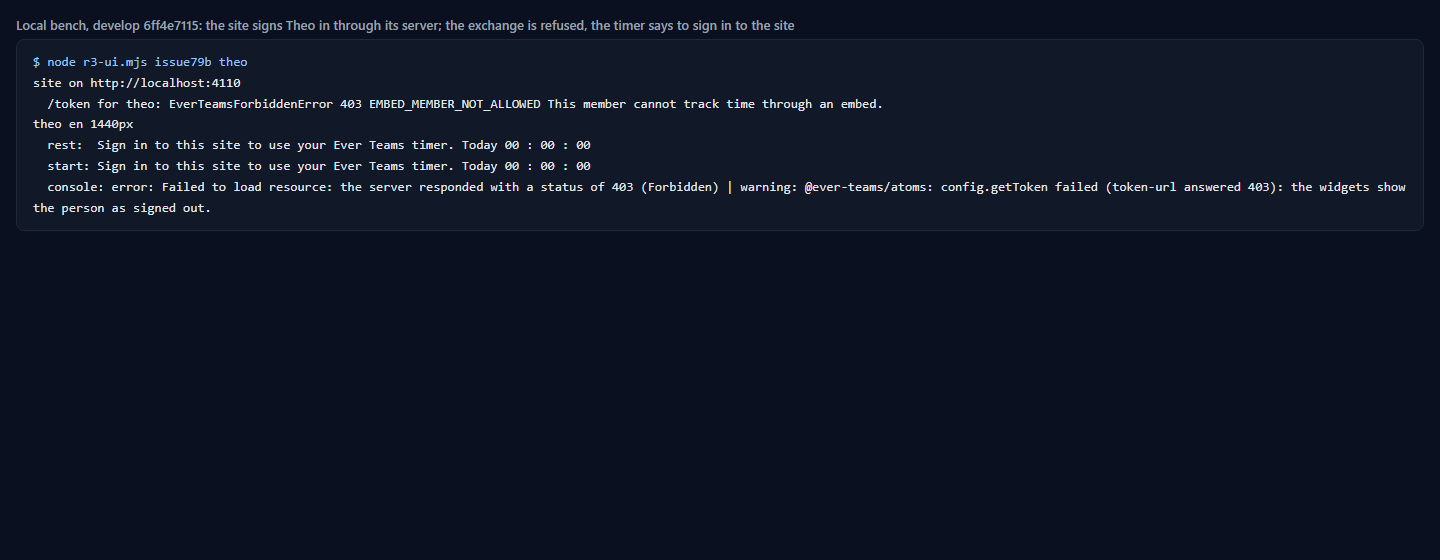 Local bench, develop 6ff4e7115: the site signs Theo in through its server; the exchange is refused, the timer says to sign in to the site
$ node r3-ui.mjs issue79b theo
site on http://localhost:4110
/token for theo: EverTeamsForbiddenError 403 EMBED_MEMBER_NOT_ALLOWED This member cannot track time through an embed.
theo en 1440px
rest:  Sign in to this site to use your Ever Teams timer. Today 00 : 00 : 00
start: Sign in to this site to use your Ever Teams timer. Today 00 : 00 : 00
console: error: Failed to load resource: the server responded with a status of 403 (Forbidden) | warning: @ever-teams/atoms: config.getToken failed (token-url answered 403): the widgets show
the person as signed out.